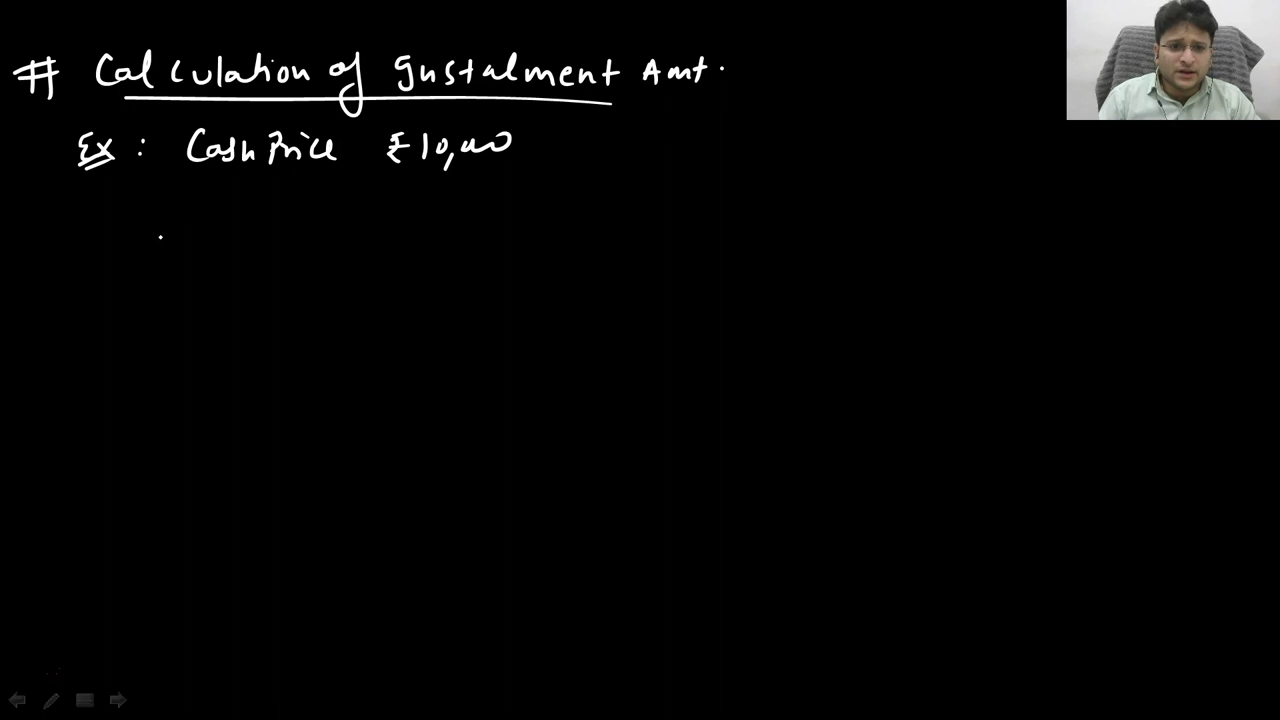 # Calculation of Instalment Amt.
Ex : Cash Price ₹ 10,000